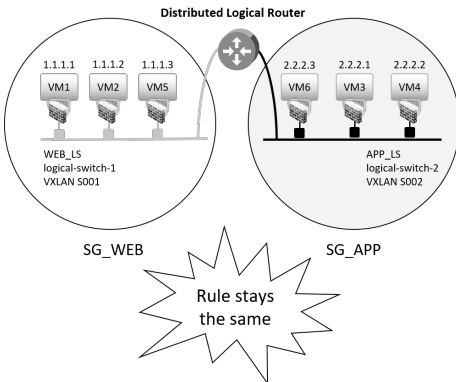 Distributed Logical Router
1.1.1.1 1.1.1.2 1.1.1.3
VM1 VM2 VM5
2.2.2.3 2.2.2.1 2.2.2.2
VM6 VM3 VM4
WEB_LS
logical-switch-1
VXLAN S001
APP_LS
logical-switch-2
VXLAN S002
SG_WEB
SG_APP
Rule stays
the same